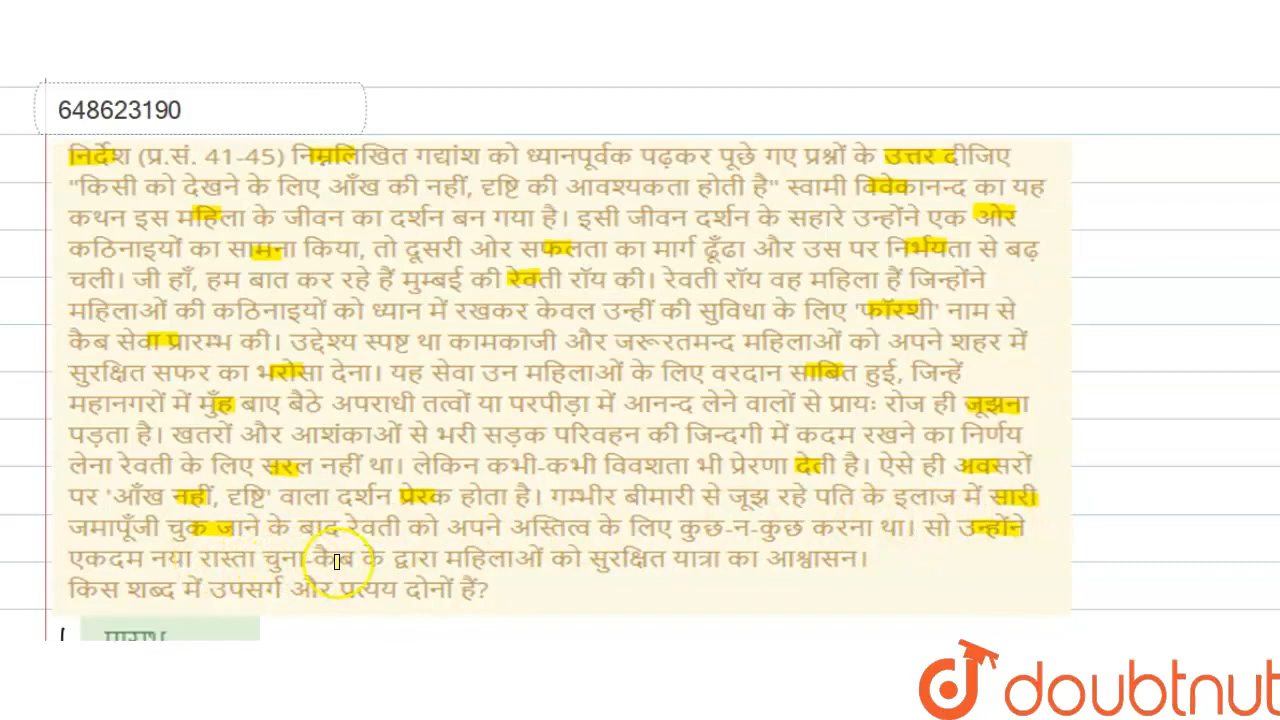 648623190
निर्देश (प्र.सं. 41-45) निम्नलिखित गद्यांश को ध्यानपूर्वक पढ़कर पूछे गए प्रश्नों के उत्तर दीजिए
"किसी को देखने के लिए आँख की नहीं, दृष्टि की आवश्यकता होती है" स्वामी विवेकानन्द का यह
कथन इस महिला के जीवन का दर्शन बन गया है। इसी जीवन दर्शन के सहारे उन्होंने एक ओर
कठिनाइयों का सामना किया, तो दूसरी ओर सफलता का मार्ग ढूँढा और उस पर निर्भयता से बढ़
चली। जी हाँ, हम बात कर रहे हैं मुम्बई की रेवती रॉय की। रेवती रॉय वह महिला हैं जिन्होंने
महिलाओं की कठिनाइयों को ध्यान में रखकर केवल उन्हीं की सुविधा के लिए 'फॉरशी' नाम से
कैब सेवा प्रारम्भ की। उद्देश्य स्पष्ट था कामकाजी और जरूरतमन्द महिलाओं को अपने शहर में
सुरक्षित सफर का भरोसा देना। यह सेवा उन महिलाओं के लिए वरदान साबित हुई, जिन्हें
महानगरों में मुँह बाए बैठे अपराधी तत्वों या परपीड़ा में आनन्द लेने वालों से प्रायः रोज ही जूझना
पड़ता है। खतरों और आशंकाओं से भरी सड़क परिवहन की जिन्दगी में कदम रखने का निर्णय
लेना रेवती के लिए सरल नहीं था। लेकिन कभी-कभी विवशता भी प्रेरणा देती है। ऐसे ही अवसरों
पर 'आँख नहीं, दृष्टि' वाला दर्शन प्रेरक होता है। गम्भीर बीमारी से जूझ रहे पति के इलाज में सारी
जमापूँजी चुक जाने के बाद रेवती को अपने अस्तित्व के लिए कुछ-न-कुछ करना था। सो उन्होंने
एकदम नया रास्ता चुना-कैब के द्वारा महिलाओं को सुरक्षित यात्रा का आश्वासन।
किस शब्द में उपसर्ग और प्रत्यय दोनों हैं?
doubtnut